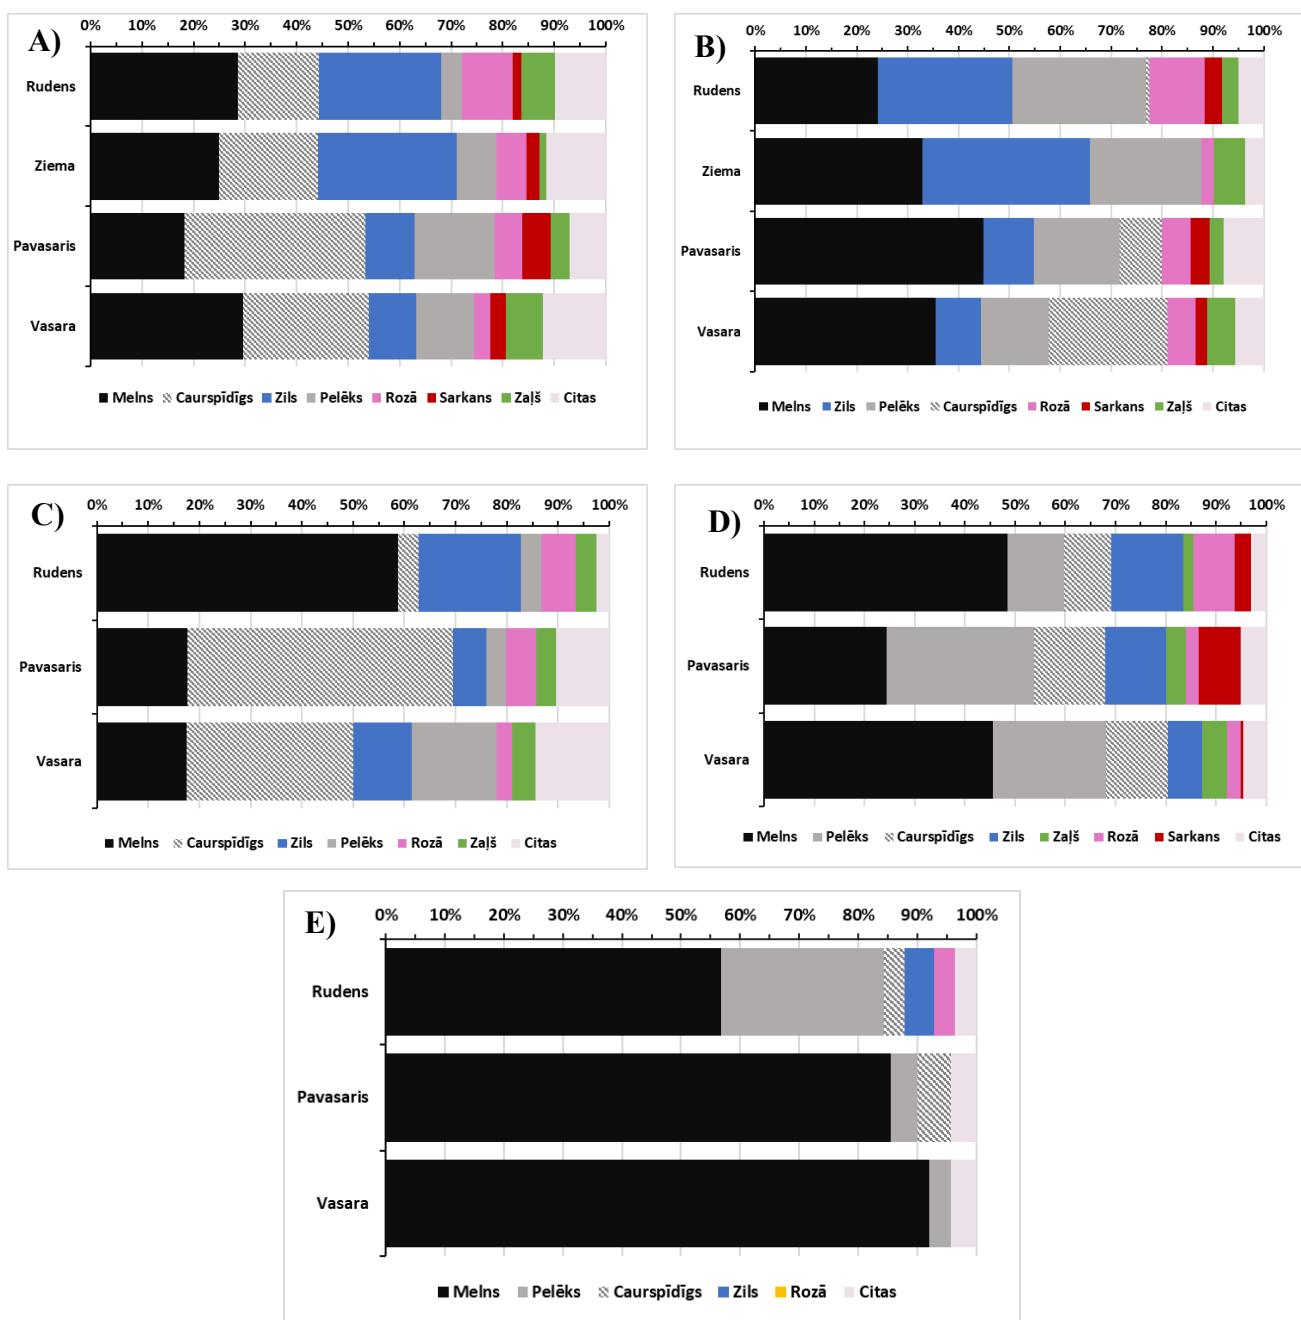 A)
0% 10% 20% 30% 40% 50% 60% 70% 80% 90% 100%
Rudens
Ziema
Pavasaris
Vasara
Melns Caurspīdīgs Zils Pelēks Rozā Sarkans Zaļš Citas
B)
0% 10% 20% 30% 40% 50% 60% 70% 80% 90% 100%
Rudens
Ziema
Pavasaris
Vasara
Melns Zils Pelēks Caurspīdīgs Rozā Sarkans Zaļš Citas
C)
0% 10% 20% 30% 40% 50% 60% 70% 80% 90% 100%
Rudens
Pavasaris
Vasara
Melns Caurspīdīgs Zils Pelēks Rozā Zaļš Citas
D)
0% 10% 20% 30% 40% 50% 60% 70% 80% 90% 100%
Rudens
Pavasaris
Vasara
Melns Pelēks Caurspīdīgs Zils Zaļš Rozā Sarkans Citas
E)
0% 10% 20% 30% 40% 50% 60% 70% 80% 90% 100%
Rudens
Pavasaris
Vasara
Melns Pelēks Caurspīdīgs Zils Rozā Citas